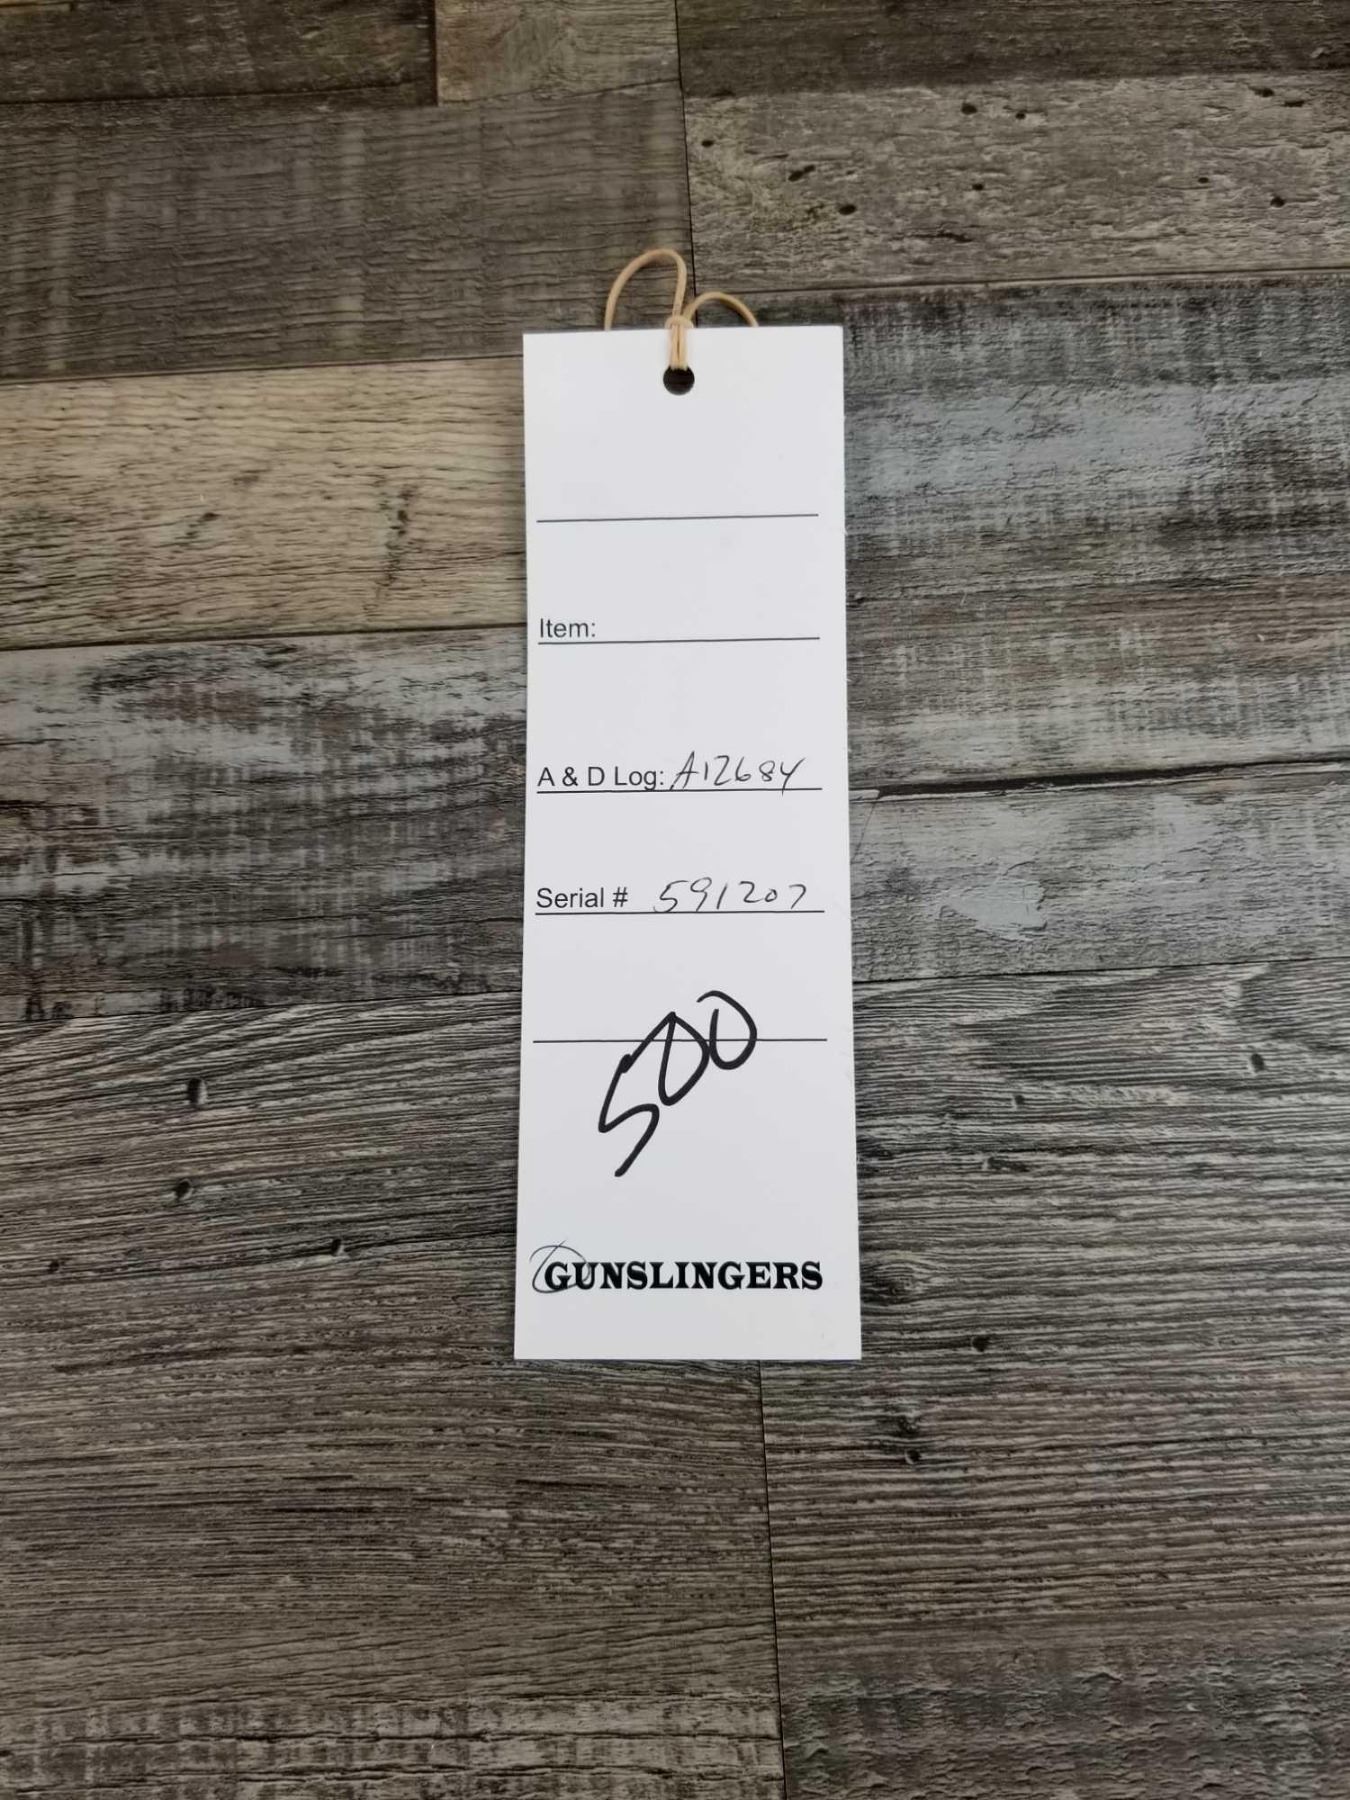 Item:
A & D Log: A12684
Serial # 591207
500
GUNSLINGERS